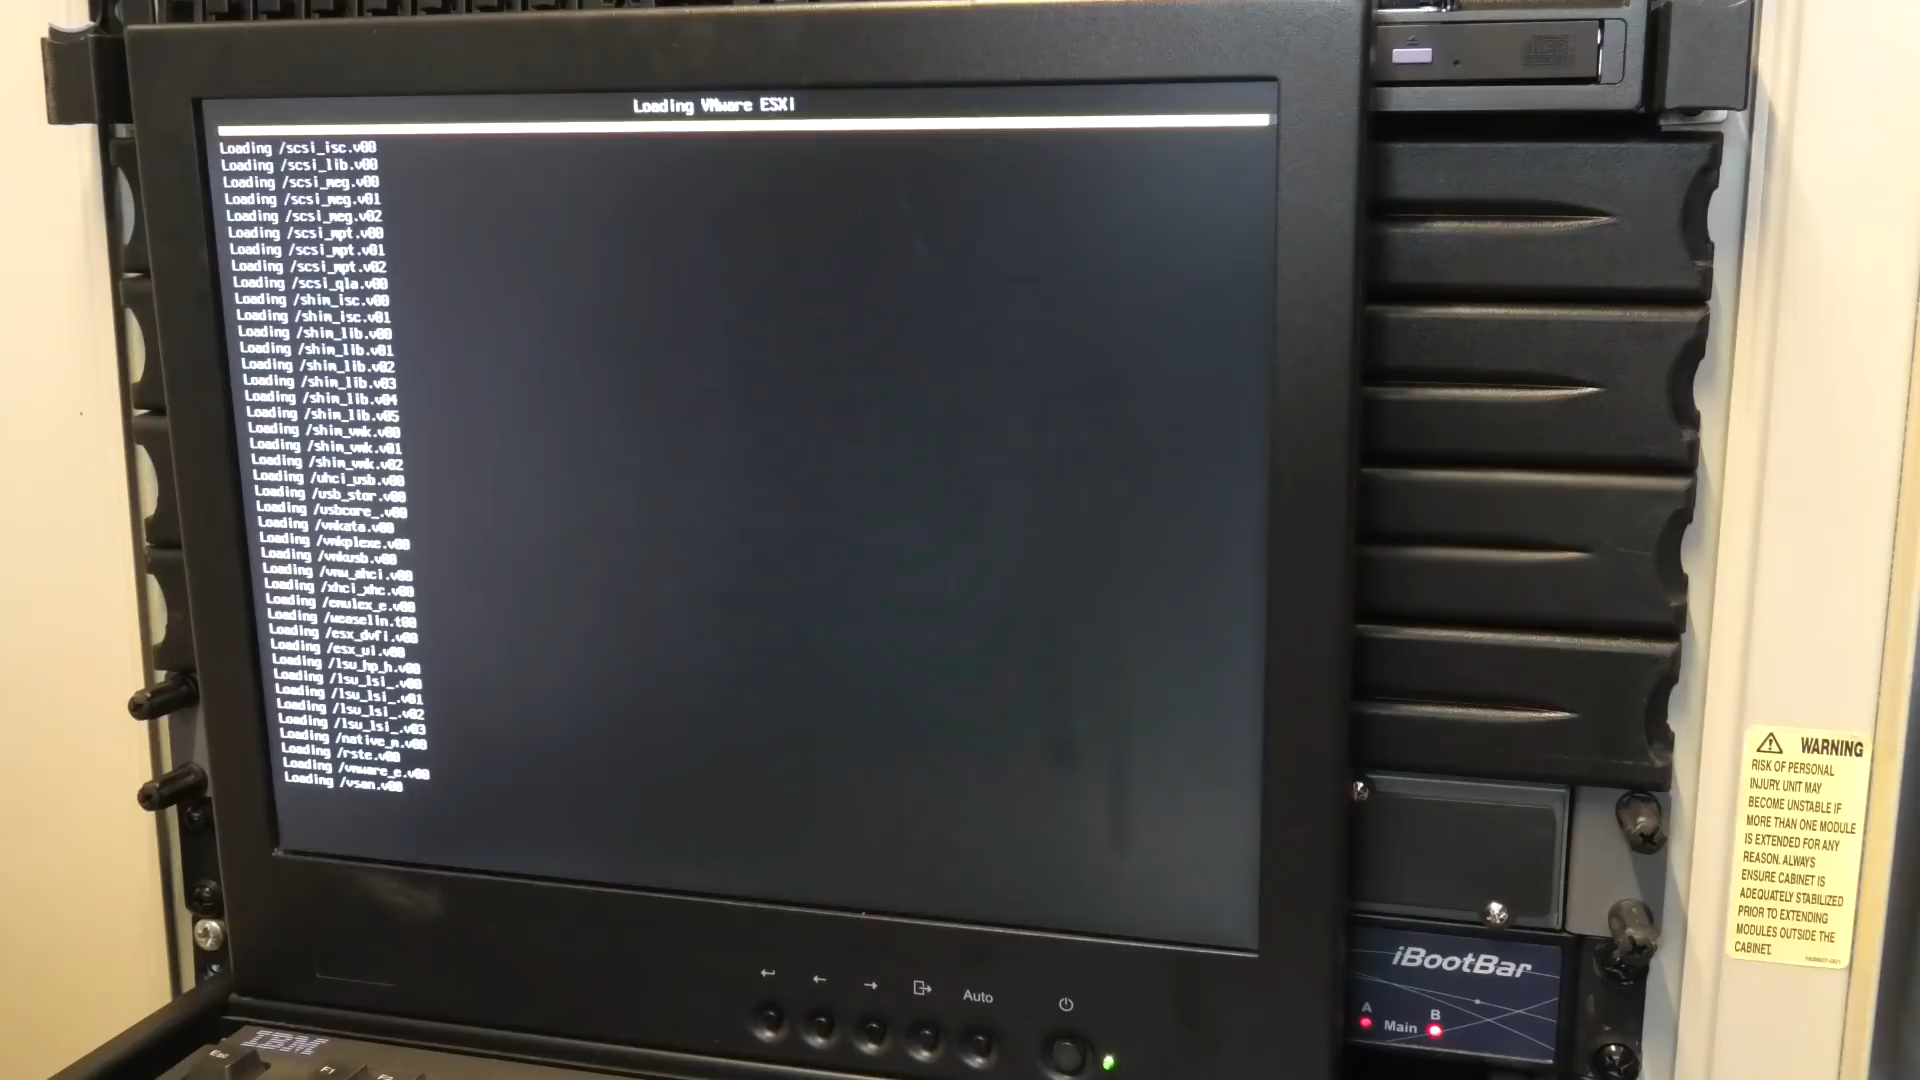 Loading VMware ESXi
Loading /scsi_isc.v00
Loading /scsi_lib.v00
Loading /scsi_meg.v00
Loading /scsi_meg.v01
Loading /scsi_meg.v02
Loading /scsi_mpt.v00
Loading /scsi_mpt.v01
Loading /scsi_mpt.v02
Loading /scsi_qla.v00
Loading /shim_isc.v00
Loading /shim_isc.v01
Loading /shim_lib.v00
Loading /shim_lib.v01
Loading /shim_lib.v02
Loading /shim_lib.v03
Loading /shim_lib.v04
Loading /shim_lib.v05
Loading /shim_vmk.v00
Loading /shim_vmk.v01
Loading /shim_vmk.v02
Loading /uhci_usb.v00
Loading /usb_stor.v00
Loading /usbcore_.v00
Loading /vmkata.v00
Loading /vmkplexe.v00
Loading /vmkusb.v00
Loading /vmw_ahci.v00
Loading /xhci_xhc.v00
Loading /emulex_e.v00
Loading /weaselin.t00
Loading /esx_dvfi.v00
Loading /esx_ui.v00
Loading /lsu_hp_h.v00
Loading /lsu_lsi_.v00
Loading /lsu_lsi_.v01
Loading /lsu_lsi_.v02
Loading /lsu_lsi_.v03
Loading /native_m.v00
Loading /rste.v00
Loading /vmware_e.v00
Loading /vsan.v00
Auto
IBM
Esc
F1
F2
iBootBar
A Main B
WARNING
RISK OF PERSONAL
INJURY. UNIT MAY
BECOME UNSTABLE IF
MORE THAN ONE MODULE
IS EXTENDED FOR ANY
REASON. ALWAYS
ENSURE CABINET IS
ADEQUATELY STABILIZED
PRIOR TO EXTENDING
MODULES OUTSIDE THE
CABINET.